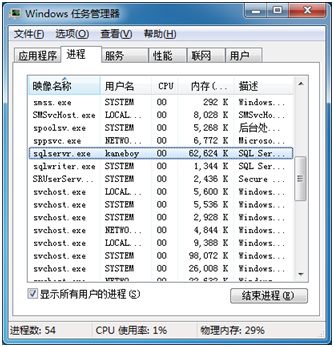 Windows 任务管理器
文件(F) 选项(O) 查看(V) 帮助(H)
应用程序 进程 服务 性能 联网 用户
映像名称 用户名 CPU 内存(... 描述
smss.exe SYSTEM 00 292 K Windows...
SMSvcHost.exe LOCAL... 00 8,028 K SMSvcHo...
spoolsv.exe SYSTEM 00 5,268 K 后台处...
sppsvc.exe NETWO... 00 6,772 K Microso...
sqlservr.exe kaneboy 00 62,624 K SQL Ser...
sqlwriter.exe SYSTEM 00 1,344 K SQL Ser...
SRUserServ... SYSTEM 00 2,436 K Secure ...
svchost.exe LOCAL... 00 5,600 K Windows...
svchost.exe SYSTEM 00 5,536 K Windows...
svchost.exe SYSTEM 00 2,928 K Windows...
svchost.exe NETWO... 00 4,844 K Windows...
svchost.exe LOCAL... 00 9,388 K Windows...
svchost.exe SYSTEM 00 98,072 K Windows...
svchost.exe SYSTEM 00 26,008 K Windows...
svchost.exe NETWO... 00 Windows...
显示所有用户的进程(S) 结束进程(E)
进程数: 54 CPU 使用率: 1% 物理内存: 29%